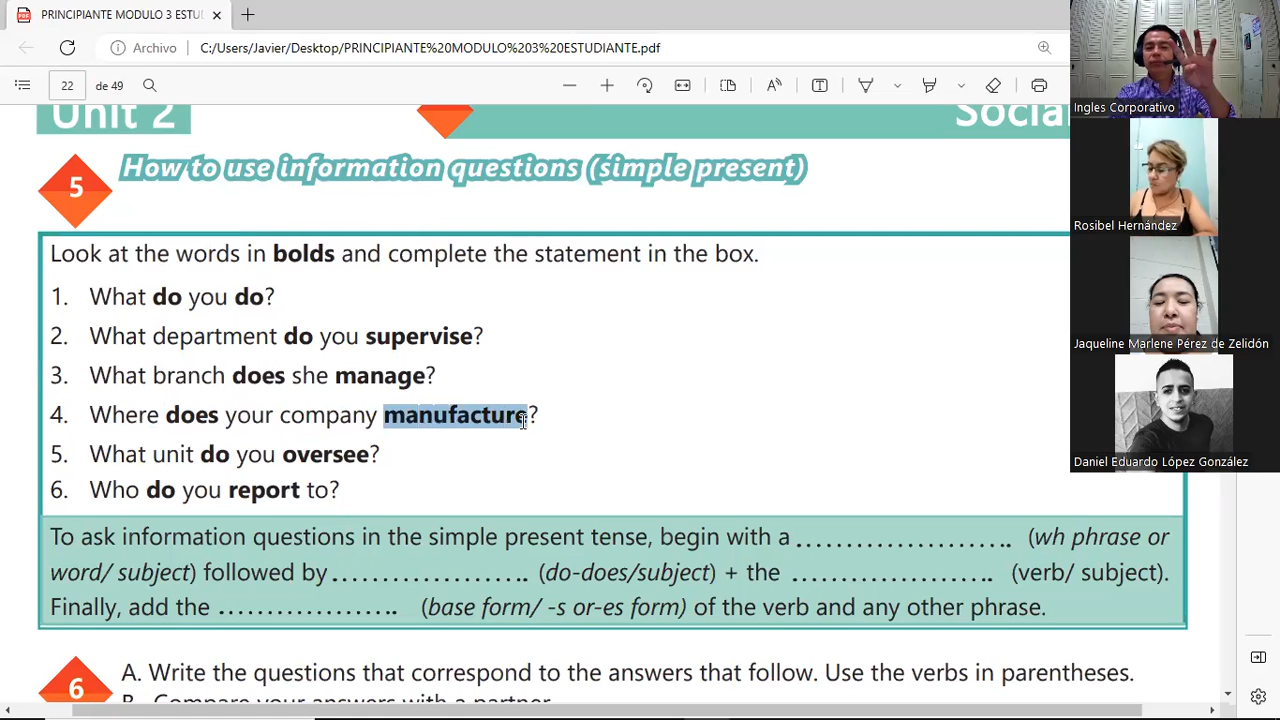 PRINCIPIANTE MODULO 3 ESTU
Archivo
C:/Users/Javier/Desktop/PRINCIPIANTE%20MODULO%203%20ESTUDIANTE.pdf
22
de 49
Unit 2
Social
5
How to use information questions (simple present)
Look at the words in bolds and complete the statement in the box.
1. What do you do?
2. What department do you supervise?
3. What branch does she manage?
4. Where does your company manufacture?
5. What unit do you oversee?
6. Who do you report to?
To ask information questions in the simple present tense, begin with a ...................... (wh phrase or
word/ subject) followed by .................... (do-does/subject) + the ..................... (verb/ subject).
Finally, add the ................... (base form/ -s or-es form) of the verb and any other phrase.
6
A. Write the questions that correspond to the answers that follow. Use the verbs in parentheses.
B. Compare your answers with a partner
Ingles Corporativo
Rosibel Hernández
Jaqueline Marlene Pérez de Zelidón
Daniel Eduardo López González